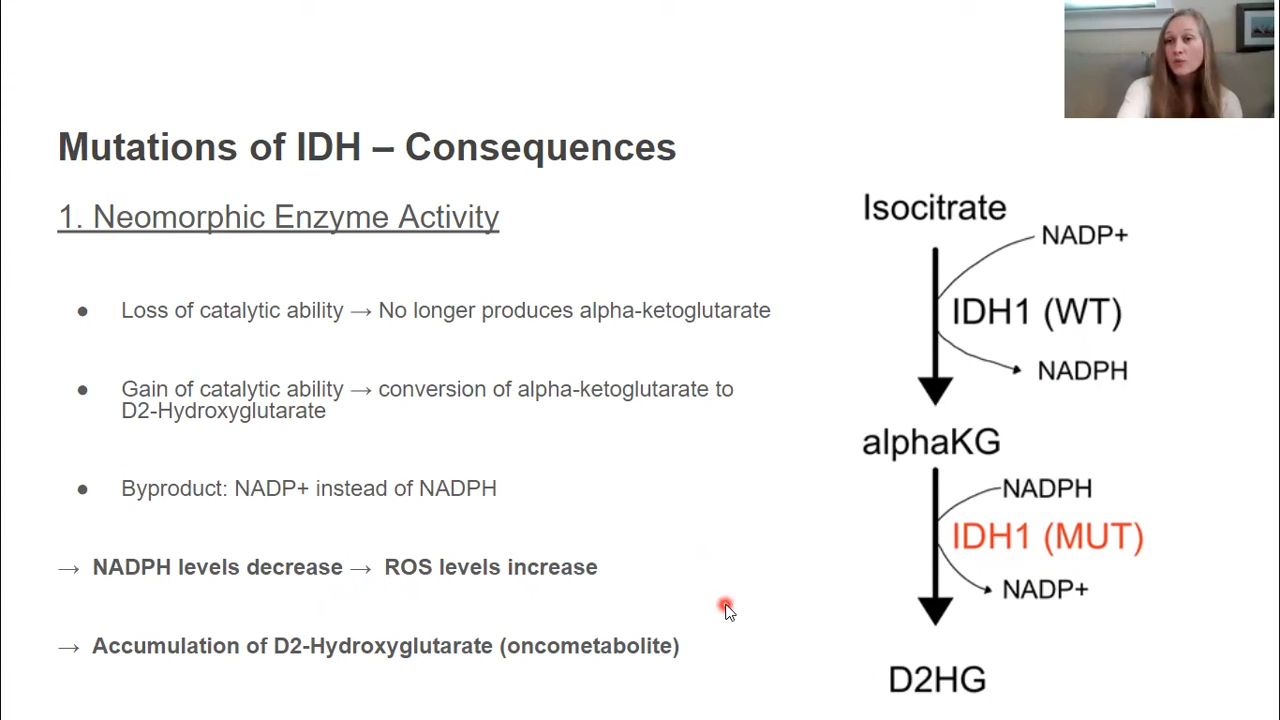 Mutations of IDH – Consequences
1. Neomorphic Enzyme Activity
● Loss of catalytic ability → No longer produces alpha-ketoglutarate
● Gain of catalytic ability → conversion of alpha-ketoglutarate to
D2-Hydroxyglutarate
● Byproduct: NADP+ instead of NADPH
→ NADPH levels decrease → ROS levels increase
→ Accumulation of D2-Hydroxyglutarate (oncometabolite)
Isocitrate
NADP+
IDH1 (WT)
NADPH
alphaKG
NADPH
IDH1 (MUT)
NADP+
D2HG